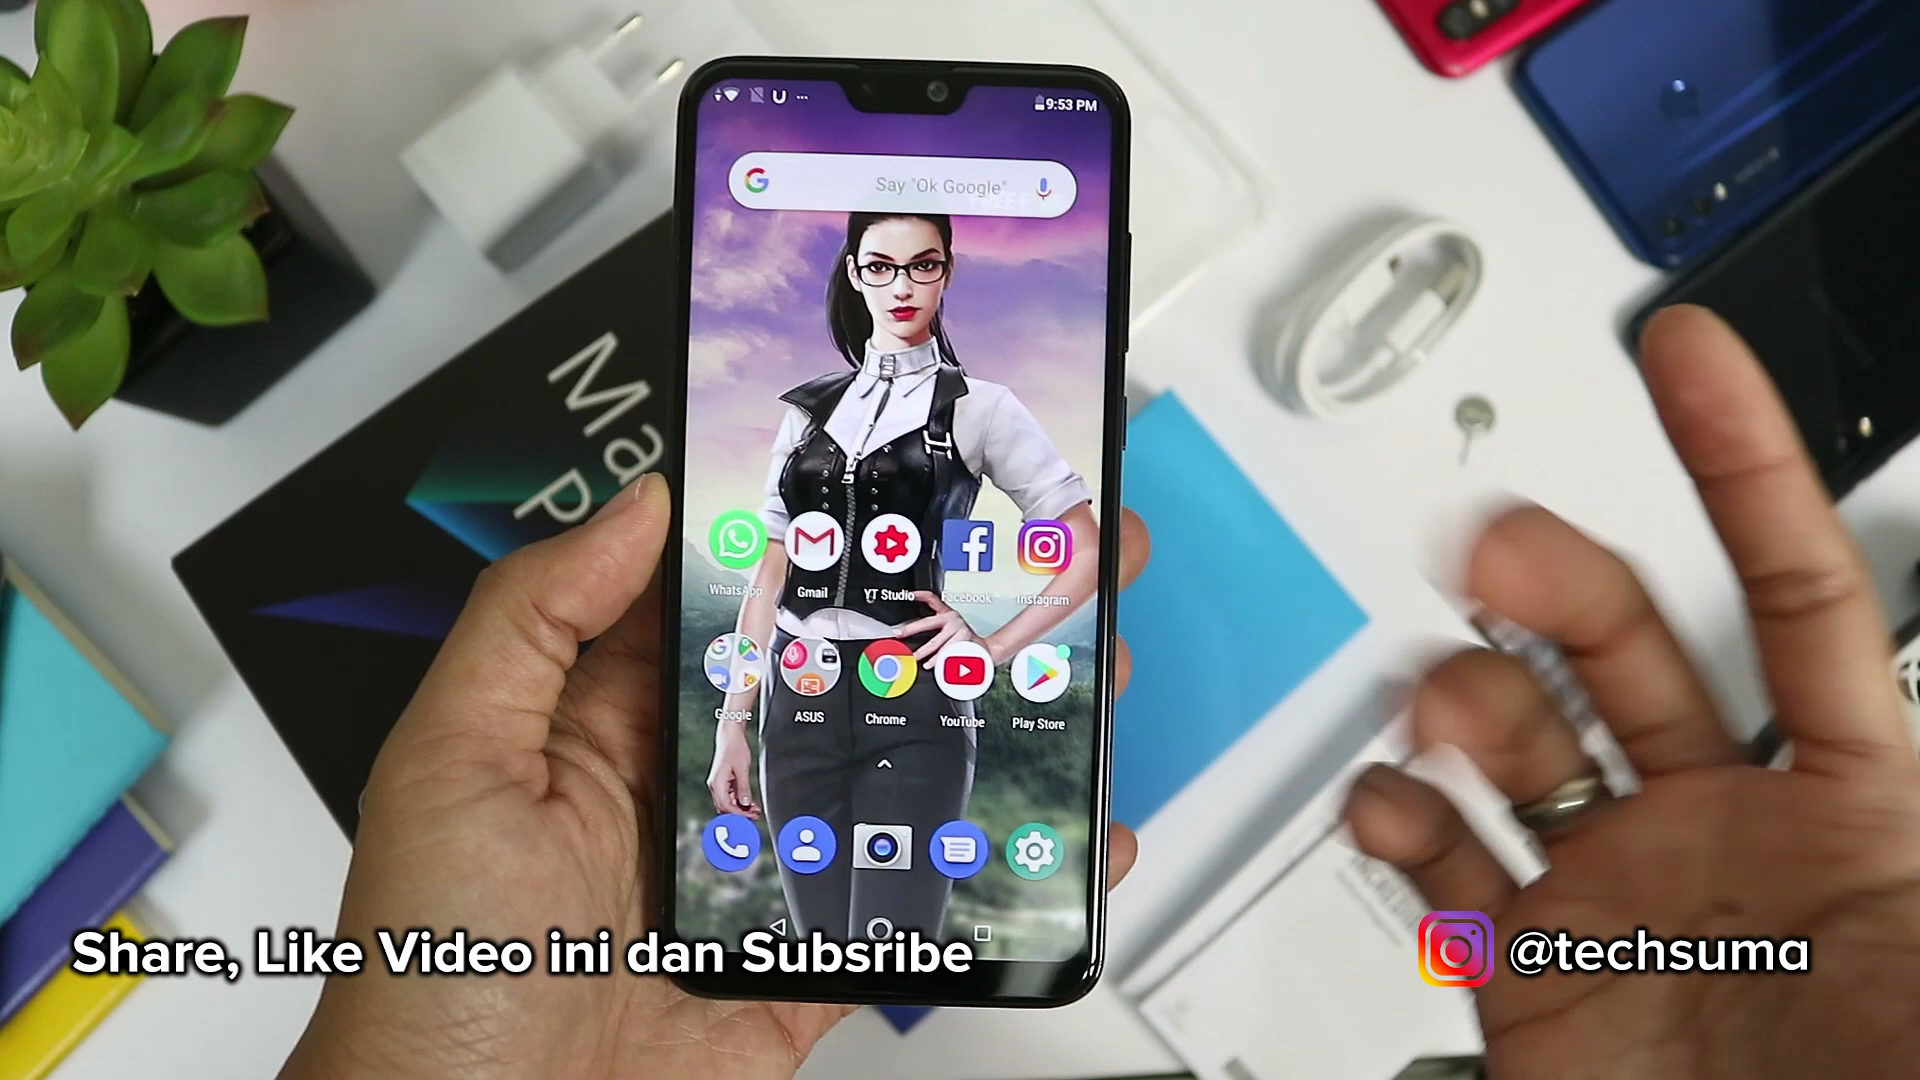 9:53 PM
Say "Ok Google"
Ma
P
WhatsApp
Gmail
YT Studio
Facebook
Instagram
Google
ASUS
Chrome
YouTube
Play Store
Share, Like Video ini dan Subsribe
@techsuma